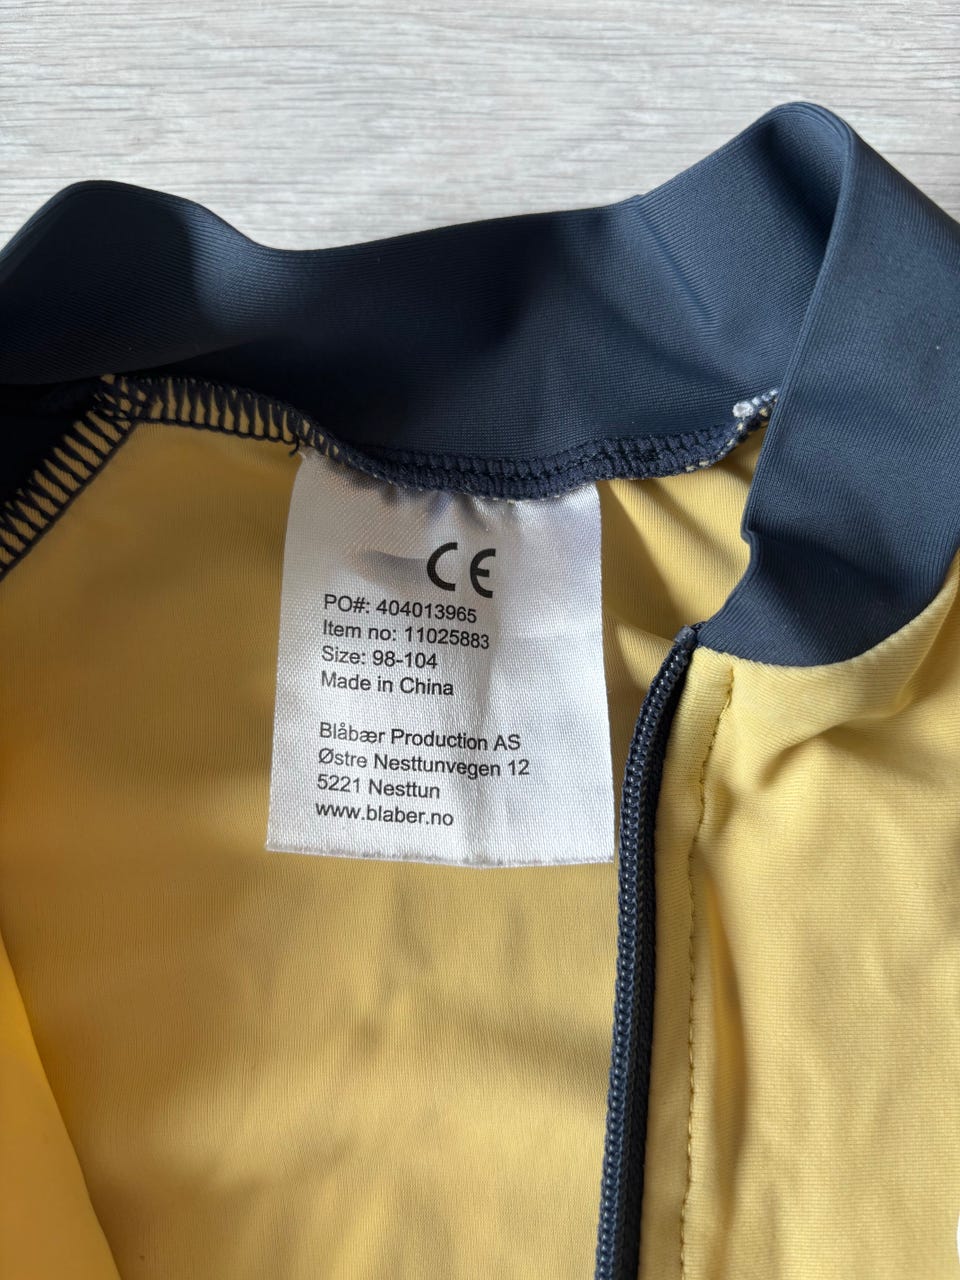 CE
PO#: 404013965
Item no: 11025883
Size: 98-104
Made in China
Blåbær Production AS
Østre Nesttunvegen 12
5221 Nesttun
www.blaber.no